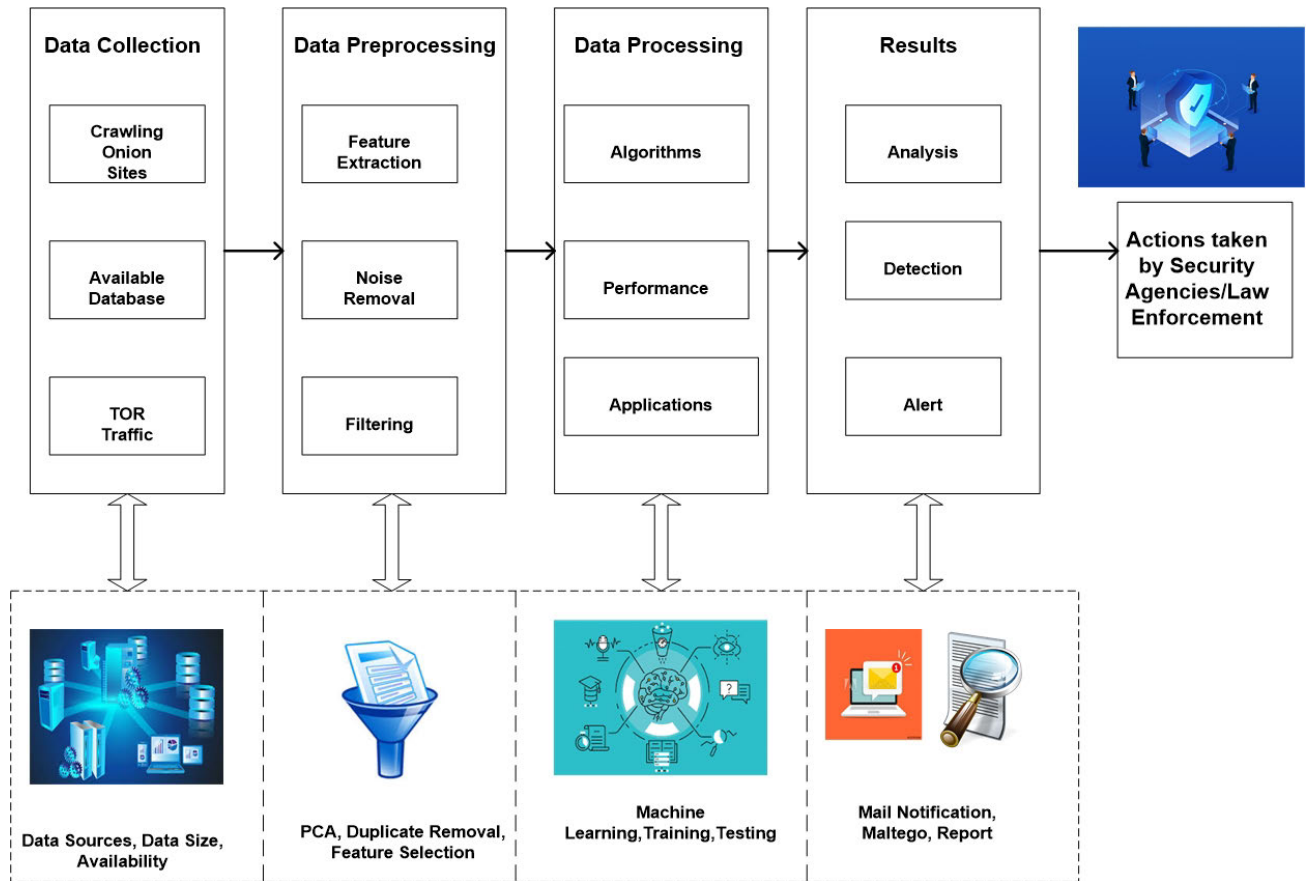 Data Collection
Crawling
Onion
Sites
Available
Database
TOR
Traffic
Data Preprocessing
Feature
Extraction
Noise
Removal
Filtering
Data Processing
Algorithms
Performance
Applications
Results
Analysis
Detection
Alert
Actions taken
by Security
Agencies/Law
Enforcement
Data Sources, Data Size,
Availability
PCA, Duplicate Removal,
Feature Selection
?
Machine
Learning,Training,Testing
1
Mail Notification,
Maltego, Report